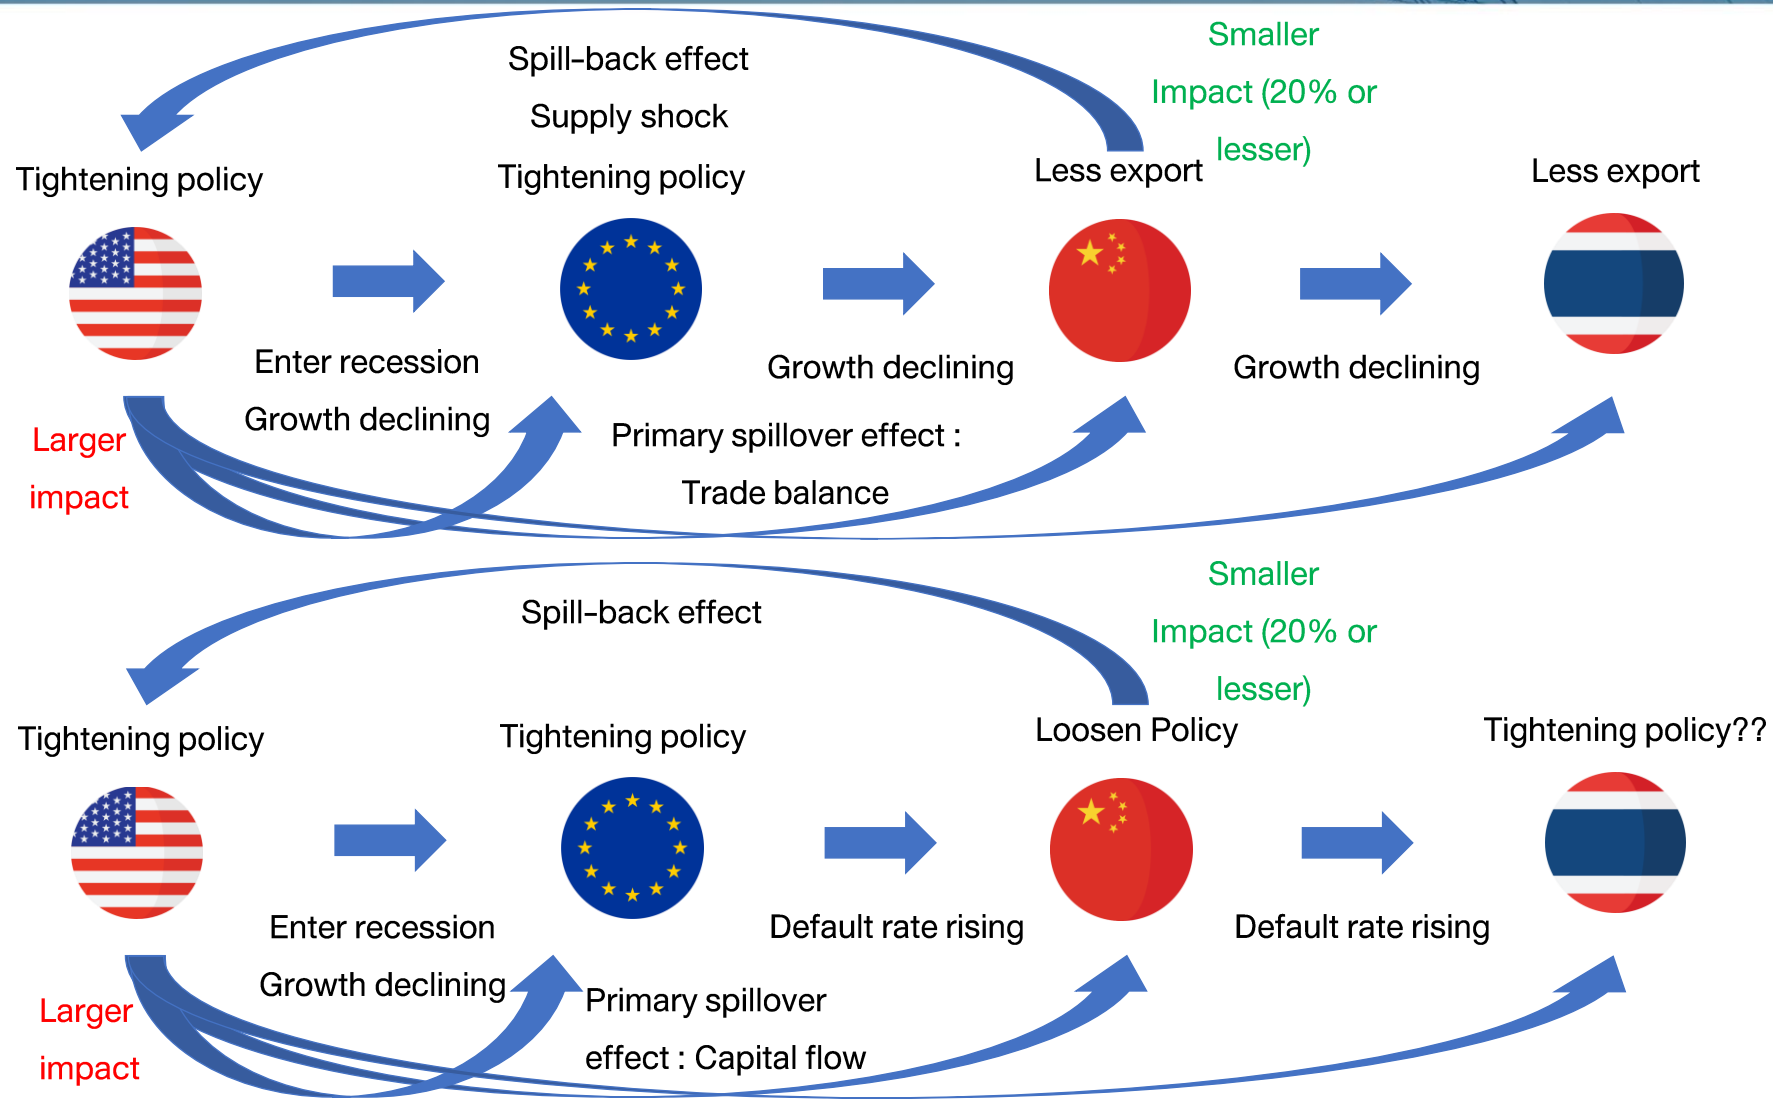 Spill-back effect
Supply shock
Smaller
Impact (20% or
lesser)
Tightening policy
Tightening policy
Less export
Less export
Enter recession
Growth declining
Growth declining
Growth declining
Larger
impact
Primary spillover effect :
Trade balance
Spill-back effect
Smaller
Impact (20% or
lesser)
Tightening policy
Tightening policy
Loosen Policy
Tightening policy??
Enter recession
Growth declining
Default rate rising
Default rate rising
Larger
impact
Primary spillover
effect : Capital flow